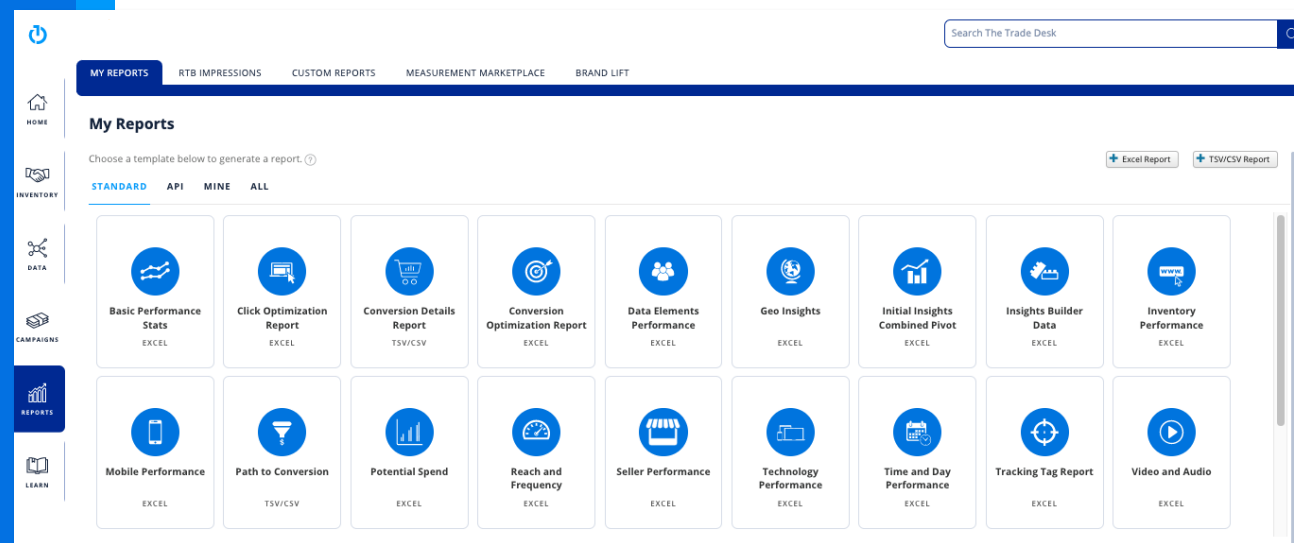 Search The Trade Desk
MY REPORTS RTB IMPRESSIONS CUSTOM REPORTS MEASUREMENT MARKETPLACE BRAND LIFT
HOME
INVENTORY
DATA
CAMPAIGNS
REPORTS
LEARN
My Reports
Choose a template below to generate a report. ?
+ Excel Report + TSV/CSV Report
STANDARD API MINE ALL
Basic Performance
Stats
EXCEL
Click Optimization
Report
EXCEL
Conversion Details
Report
TSV/CSV
Conversion
Optimization Report
EXCEL
Data Elements
Performance
EXCEL
Geo Insights
EXCEL
Initial Insights
Combined Pivot
EXCEL
Insights Builder
Data
EXCEL
www
Inventory
Performance
EXCEL
Mobile Performance
EXCEL
$
Path to Conversion
TSV/CSV
Potential Spend
EXCEL
Reach and
Frequency
EXCEL
Seller Performance
EXCEL
Technology
Performance
EXCEL
Time and Day
Performance
EXCEL
Tracking Tag Report
EXCEL
Video and Audio
EXCEL